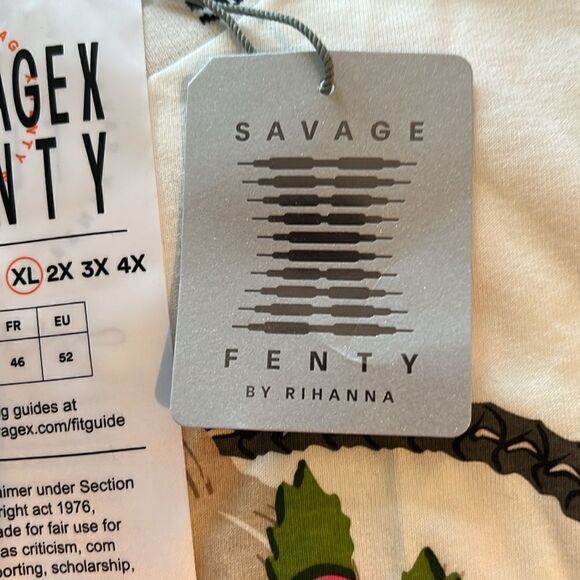 AGEX
NTY
XL 2X 3X 4X
FR EU
46 52
g guides at
agex.com/fitguide
aimer under Section
right act 1976,
ade for fair use for
as criticism, com
porting, scholarship,
SAVAGE
FENTY
BY RIHANNA